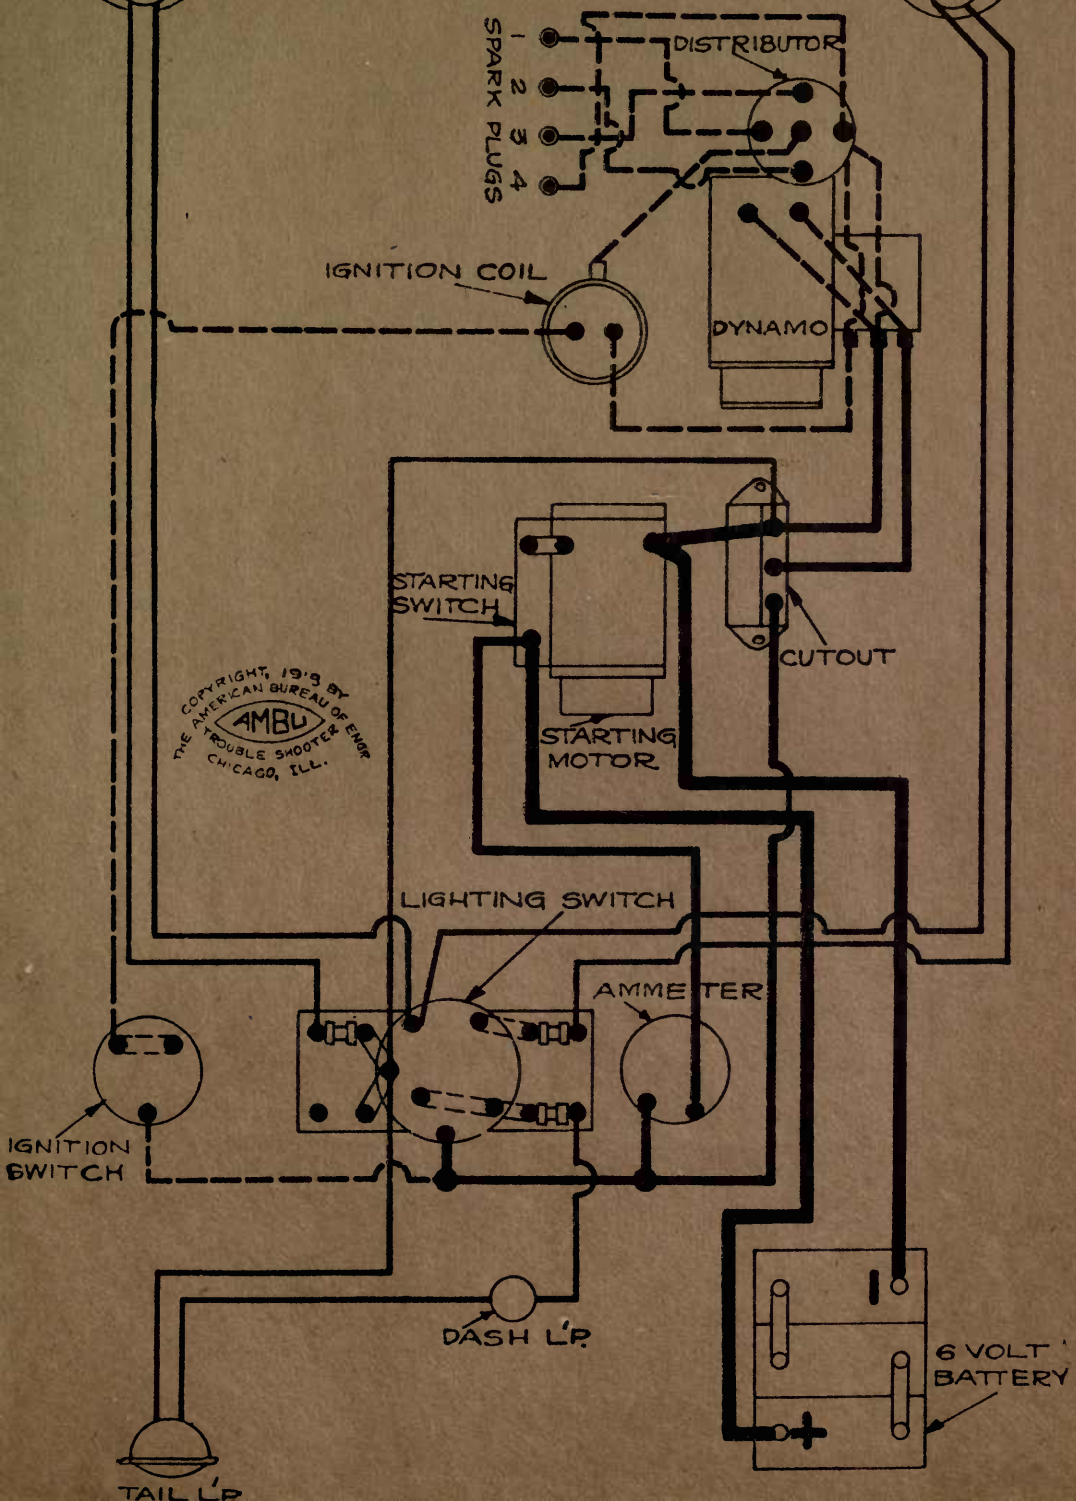 SPARK PLUGS
1
2
3
4
DISTRIBUTOR
IGNITION COIL
DYNAMO
STARTING
SWITCH
CUTOUT
COPYRIGHT, 1919 BY
THE AMERICAN BUREAU OF ENGR
AMBU
TROUBLE SHOOTER
CHICAGO, ILL.
STARTING
MOTOR
LIGHTING SWITCH
AMMETER
IGNITION
SWITCH
DASH L'P.
6 VOLT
BATTERY
TAIL L'P